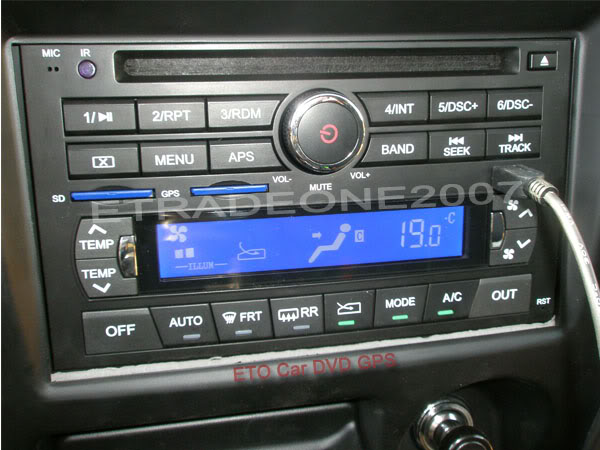 MIC IR
1/▶|| 2/RPT 3/RDM 4/INT 5/DSC+ 6/DSC-
MENU APS BAND SEEK TRACK
VOL- MUTE VOL+
SD GPS
ETRADEONE2007
TEMP
TEMP
19.0 °C
ILLUM
OFF AUTO FRT RR MODE A/C OUT
RST
ETO Car DVD GPS